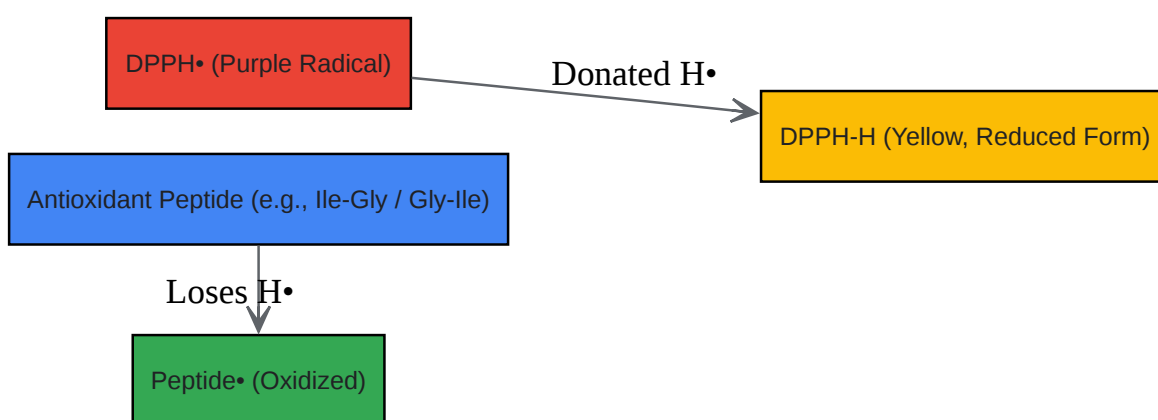 DPPH• (Purple Radical)
Donated H•
DPPH-H (Yellow, Reduced Form)
Antioxidant Peptide (e.g., Ile-Gly / Gly-Ile)
Loses H•
Peptide• (Oxidized)